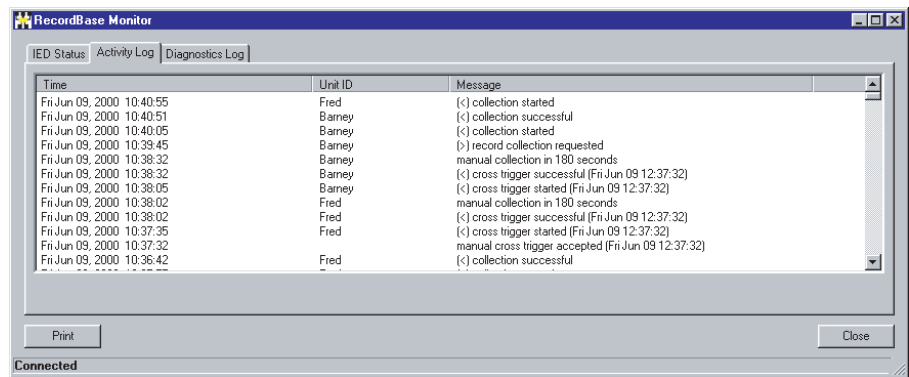 RecordBase Monitor
IED Status Activity Log Diagnostics Log
Time Unit ID Message
Fri Jun 09, 2000 10:40:55 Fred (<) collection started
Fri Jun 09, 2000 10:40:51 Barney (<) collection successful
Fri Jun 09, 2000 10:40:05 Barney (<) collection started
Fri Jun 09, 2000 10:39:45 Barney (>) record collection requested
Fri Jun 09, 2000 10:38:32 Barney manual collection in 180 seconds
Fri Jun 09, 2000 10:38:32 Barney (<) cross trigger successful (Fri Jun 09 12:37:32)
Fri Jun 09, 2000 10:38:05 Barney (<) cross trigger started (Fri Jun 09 12:37:32)
Fri Jun 09, 2000 10:38:02 Fred manual collection in 180 seconds
Fri Jun 09, 2000 10:38:02 Fred (<) cross trigger successful (Fri Jun 09 12:37:32)
Fri Jun 09, 2000 10:37:35 Fred (<) cross trigger started (Fri Jun 09 12:37:32)
Fri Jun 09, 2000 10:37:32 manual cross trigger accepted (Fri Jun 09 12:37:32)
Fri Jun 09, 2000 10:36:42 Fred (<) collection successful
Print Close
Connected